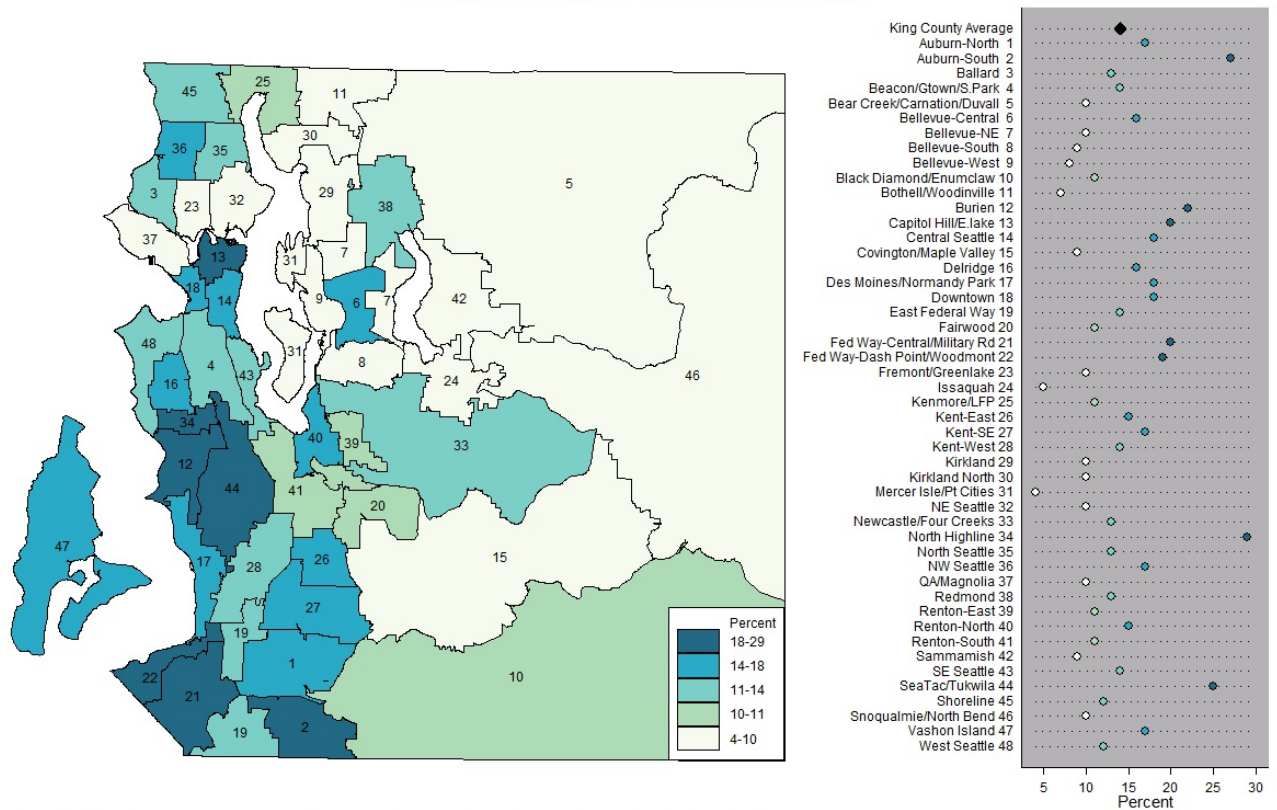 45
25
11
30
36
35
5
3
23
32
29
38
37
13
31
7
18
14
9
6
7
42
48
4
43
31
8
24
46
16
34
40
39
33
12
44
41
20
47
17
28
26
15
27
19
22
21
1
10
19
2
Percent
18-29
14-18
11-14
10-11
4-10
King County Average
Auburn-North 1
Auburn-South 2
Ballard 3
Beacon/Gtown/S.Park 4
Bear Creek/Carnation/Duvall 5
Bellevue-Central 6
Bellevue-NE 7
Bellevue-South 8
Bellevue-West 9
Black Diamond/Enumclaw 10
Bothell/Woodinville 11
Burien 12
Capitol Hill/E.lake 13
Central Seattle 14
Covington/Maple Valley 15
Delridge 16
Des Moines/Normandy Park 17
Downtown 18
East Federal Way 19
Fairwood 20
Fed Way-Central/Military Rd 21
Fed Way-Dash Point/Woodmont 22
Fremont/Greenlake 23
Issaquah 24
Kenmore/LFP 25
Kent-East 26
Kent-SE 27
Kent-West 28
Kirkland 29
Kirkland North 30
Mercer Isle/Pt Cities 31
NE Seattle 32
Newcastle/Four Creeks 33
North Highline 34
North Seattle 35
NW Seattle 36
QA/Magnolia 37
Redmond 38
Renton-East 39
Renton-North 40
Renton-South 41
Sammamish 42
SE Seattle 43
SeaTac/Tukwila 44
Shoreline 45
Snoqualmie/North Bend 46
Vashon Island 47
West Seattle 48
5 10 15 20 25 30
Percent